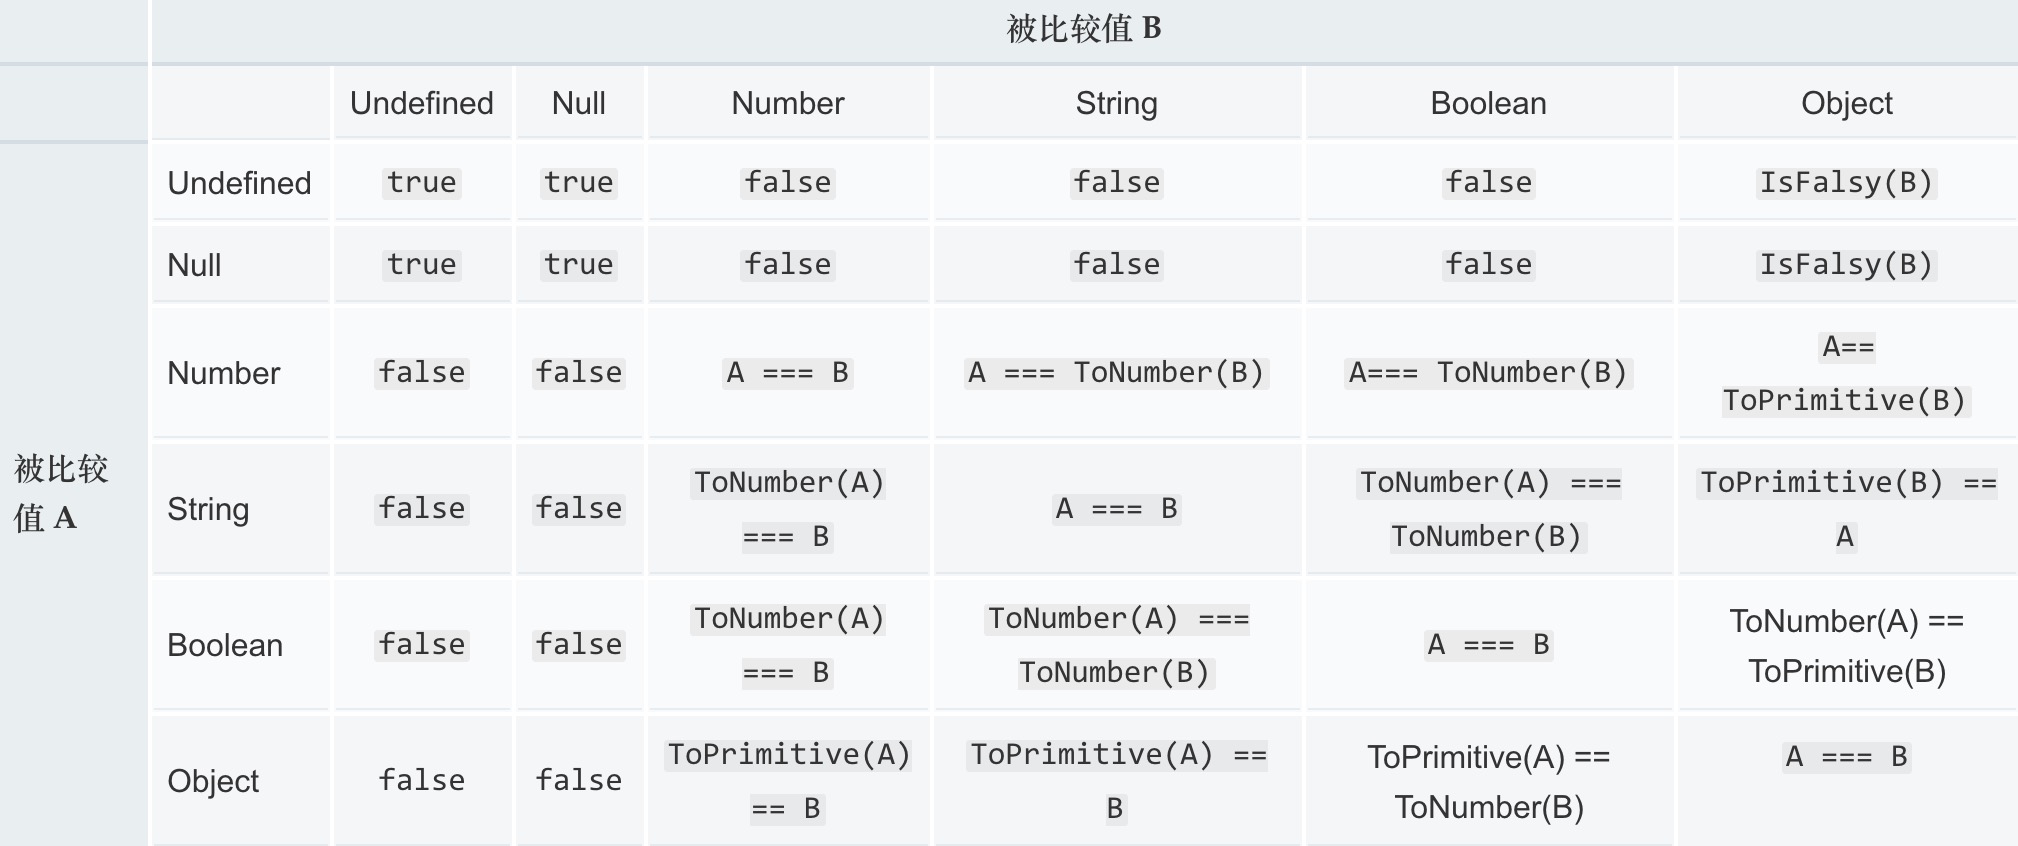 被比较值 B
Undefined Null Number String Boolean Object
Undefined true true false false false IsFalsy(B)
Null true true false false false IsFalsy(B)
Number false false A === B A === ToNumber(B) A=== ToNumber(B) A==
ToPrimitive(B)
被比较
值 A
String false false ToNumber(A)
=== B
A === B
ToNumber(A) ===
ToNumber(B)
ToPrimitive(B) ==
A
Boolean false false ToNumber(A)
=== B
ToNumber(A) ===
ToNumber(B)
A === B
ToNumber(A) ==
ToPrimitive(B)
Object false false ToPrimitive(A)
== B
ToPrimitive(A) ==
B
ToPrimitive(A) ==
ToNumber(B)
A === B